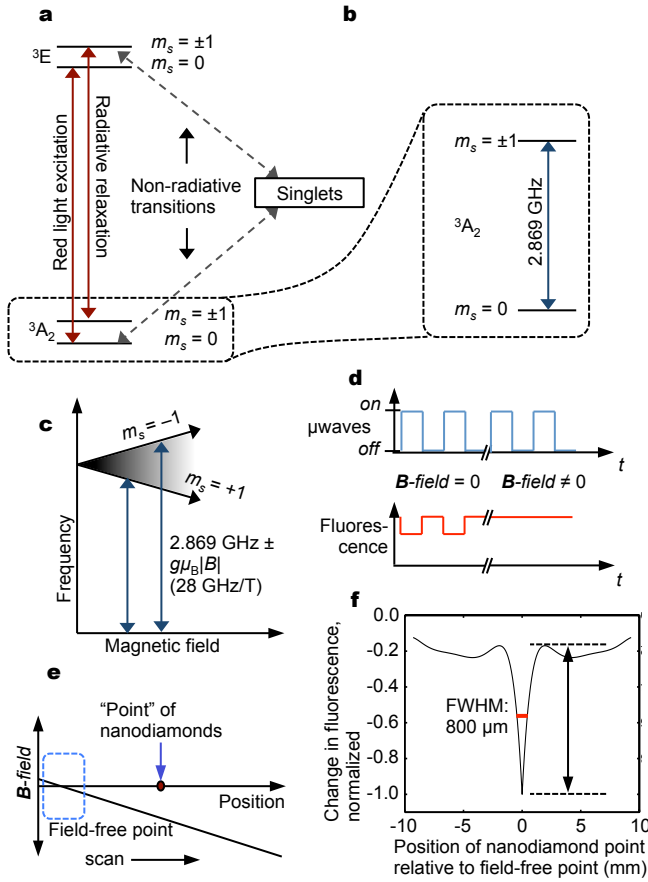 a
³E
mₛ = ±1
mₛ = 0
Red light excitation
Radiative relaxation
Non-radiative
transitions
Singlets
³A₂
mₛ = ±1
mₛ = 0
b
mₛ = ±1
³A₂
2.869 GHz
mₛ = 0
c
Frequency
mₛ = –1
mₛ = +1
2.869 GHz ±
gμ_B|B|
(28 GHz/T)
Magnetic field
d
on
μwaves
off
t
B-field = 0
B-field ≠ 0
Fluores-
cence
t
e
B-field
"Point" of
nanodiamonds
Position
Field-free point
scan
f
Change in fluorescence,
normalized
0.0
-0.2
-0.4
-0.6
-0.8
-1.0
FWHM:
800 μm
-10
-5
0
5
10
Position of nanodiamond point
relative to field-free point (mm)